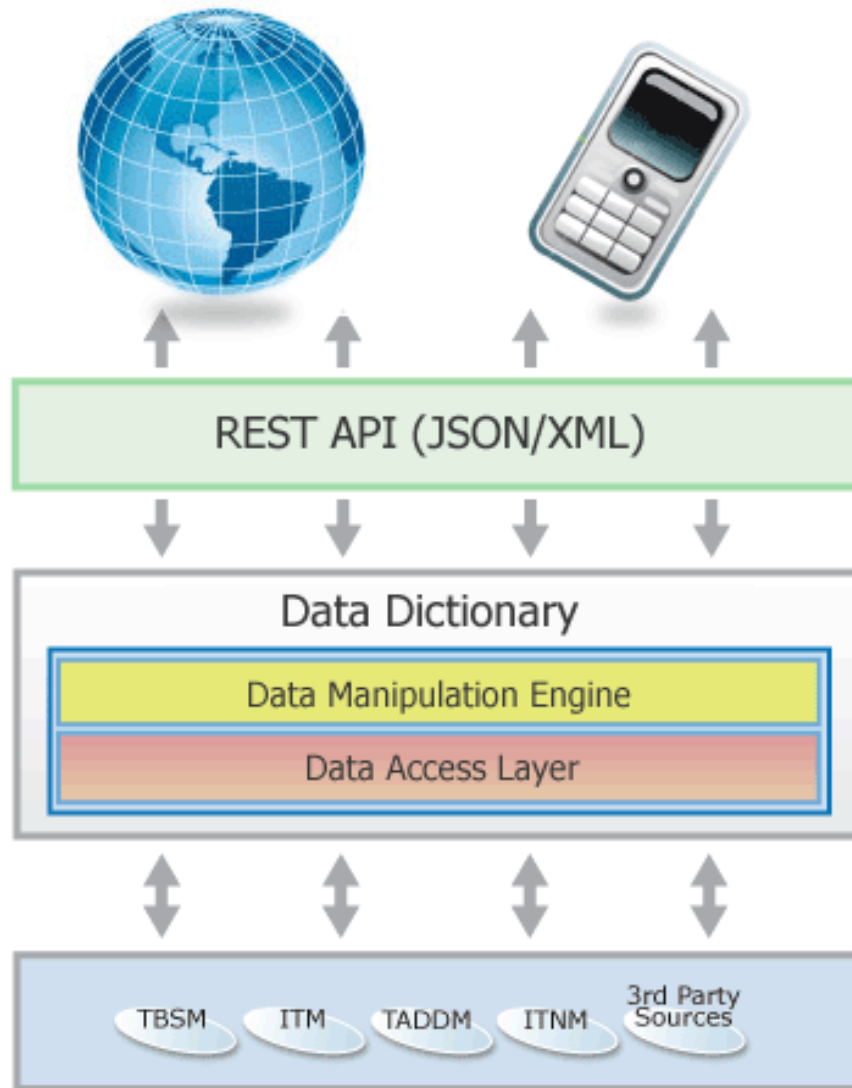 REST API (JSON/XML)
Data Dictionary
Data Manipulation Engine
Data Access Layer
TBSM
ITM
TADDM
ITNM
3rd Party
Sources